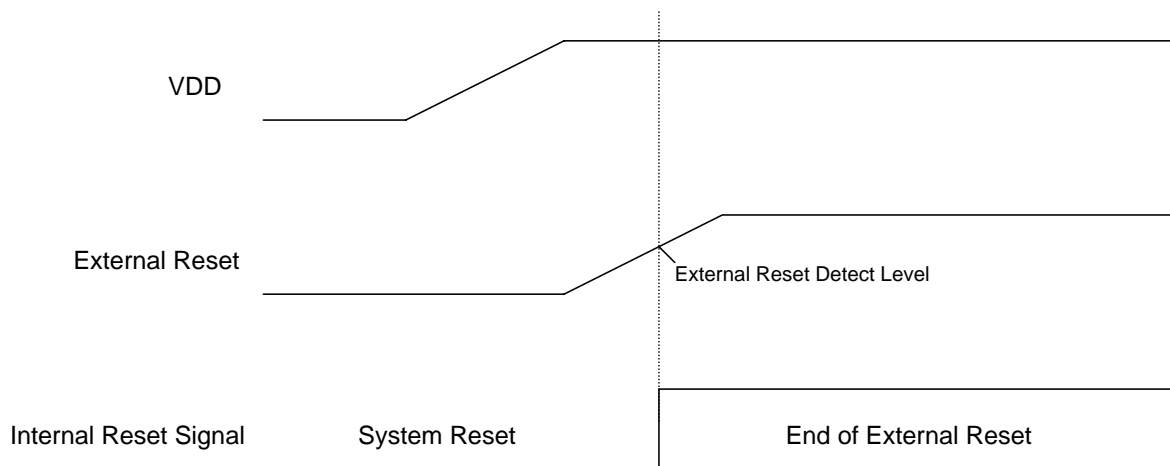 VDD
External Reset
External Reset Detect Level
Internal Reset Signal
System Reset
End of External Reset